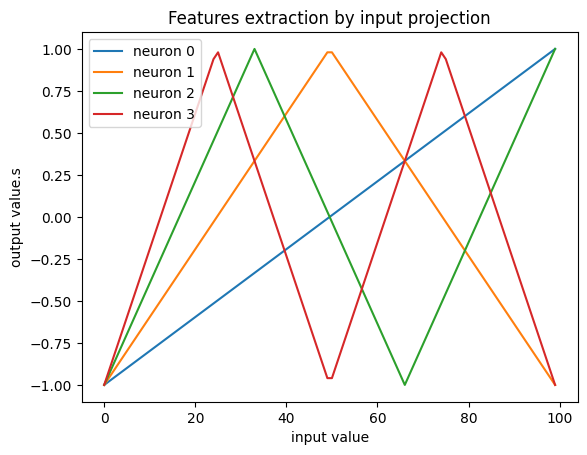 Features extraction by input projection
neuron 0
neuron 1
neuron 2
neuron 3
output value.s
1.00
0.75
0.50
0.25
0.00
−0.25
−0.50
−0.75
−1.00
0 20 40 60 80 100
input value